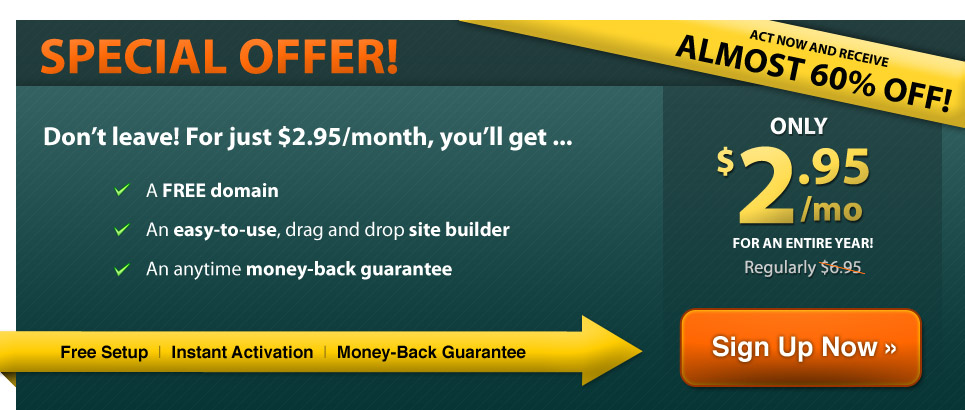 SPECIAL OFFER!
ACT NOW AND RECEIVE
ALMOST 60% OFF!
Don't leave! For just $2.95/month, you'll get ...
A FREE domain
An easy-to-use, drag and drop site builder
An anytime money-back guarantee
ONLY
$2.95
/mo
FOR AN ENTIRE YEAR!
Regularly $6.95
Free Setup | Instant Activation | Money-Back Guarantee
Sign Up Now »